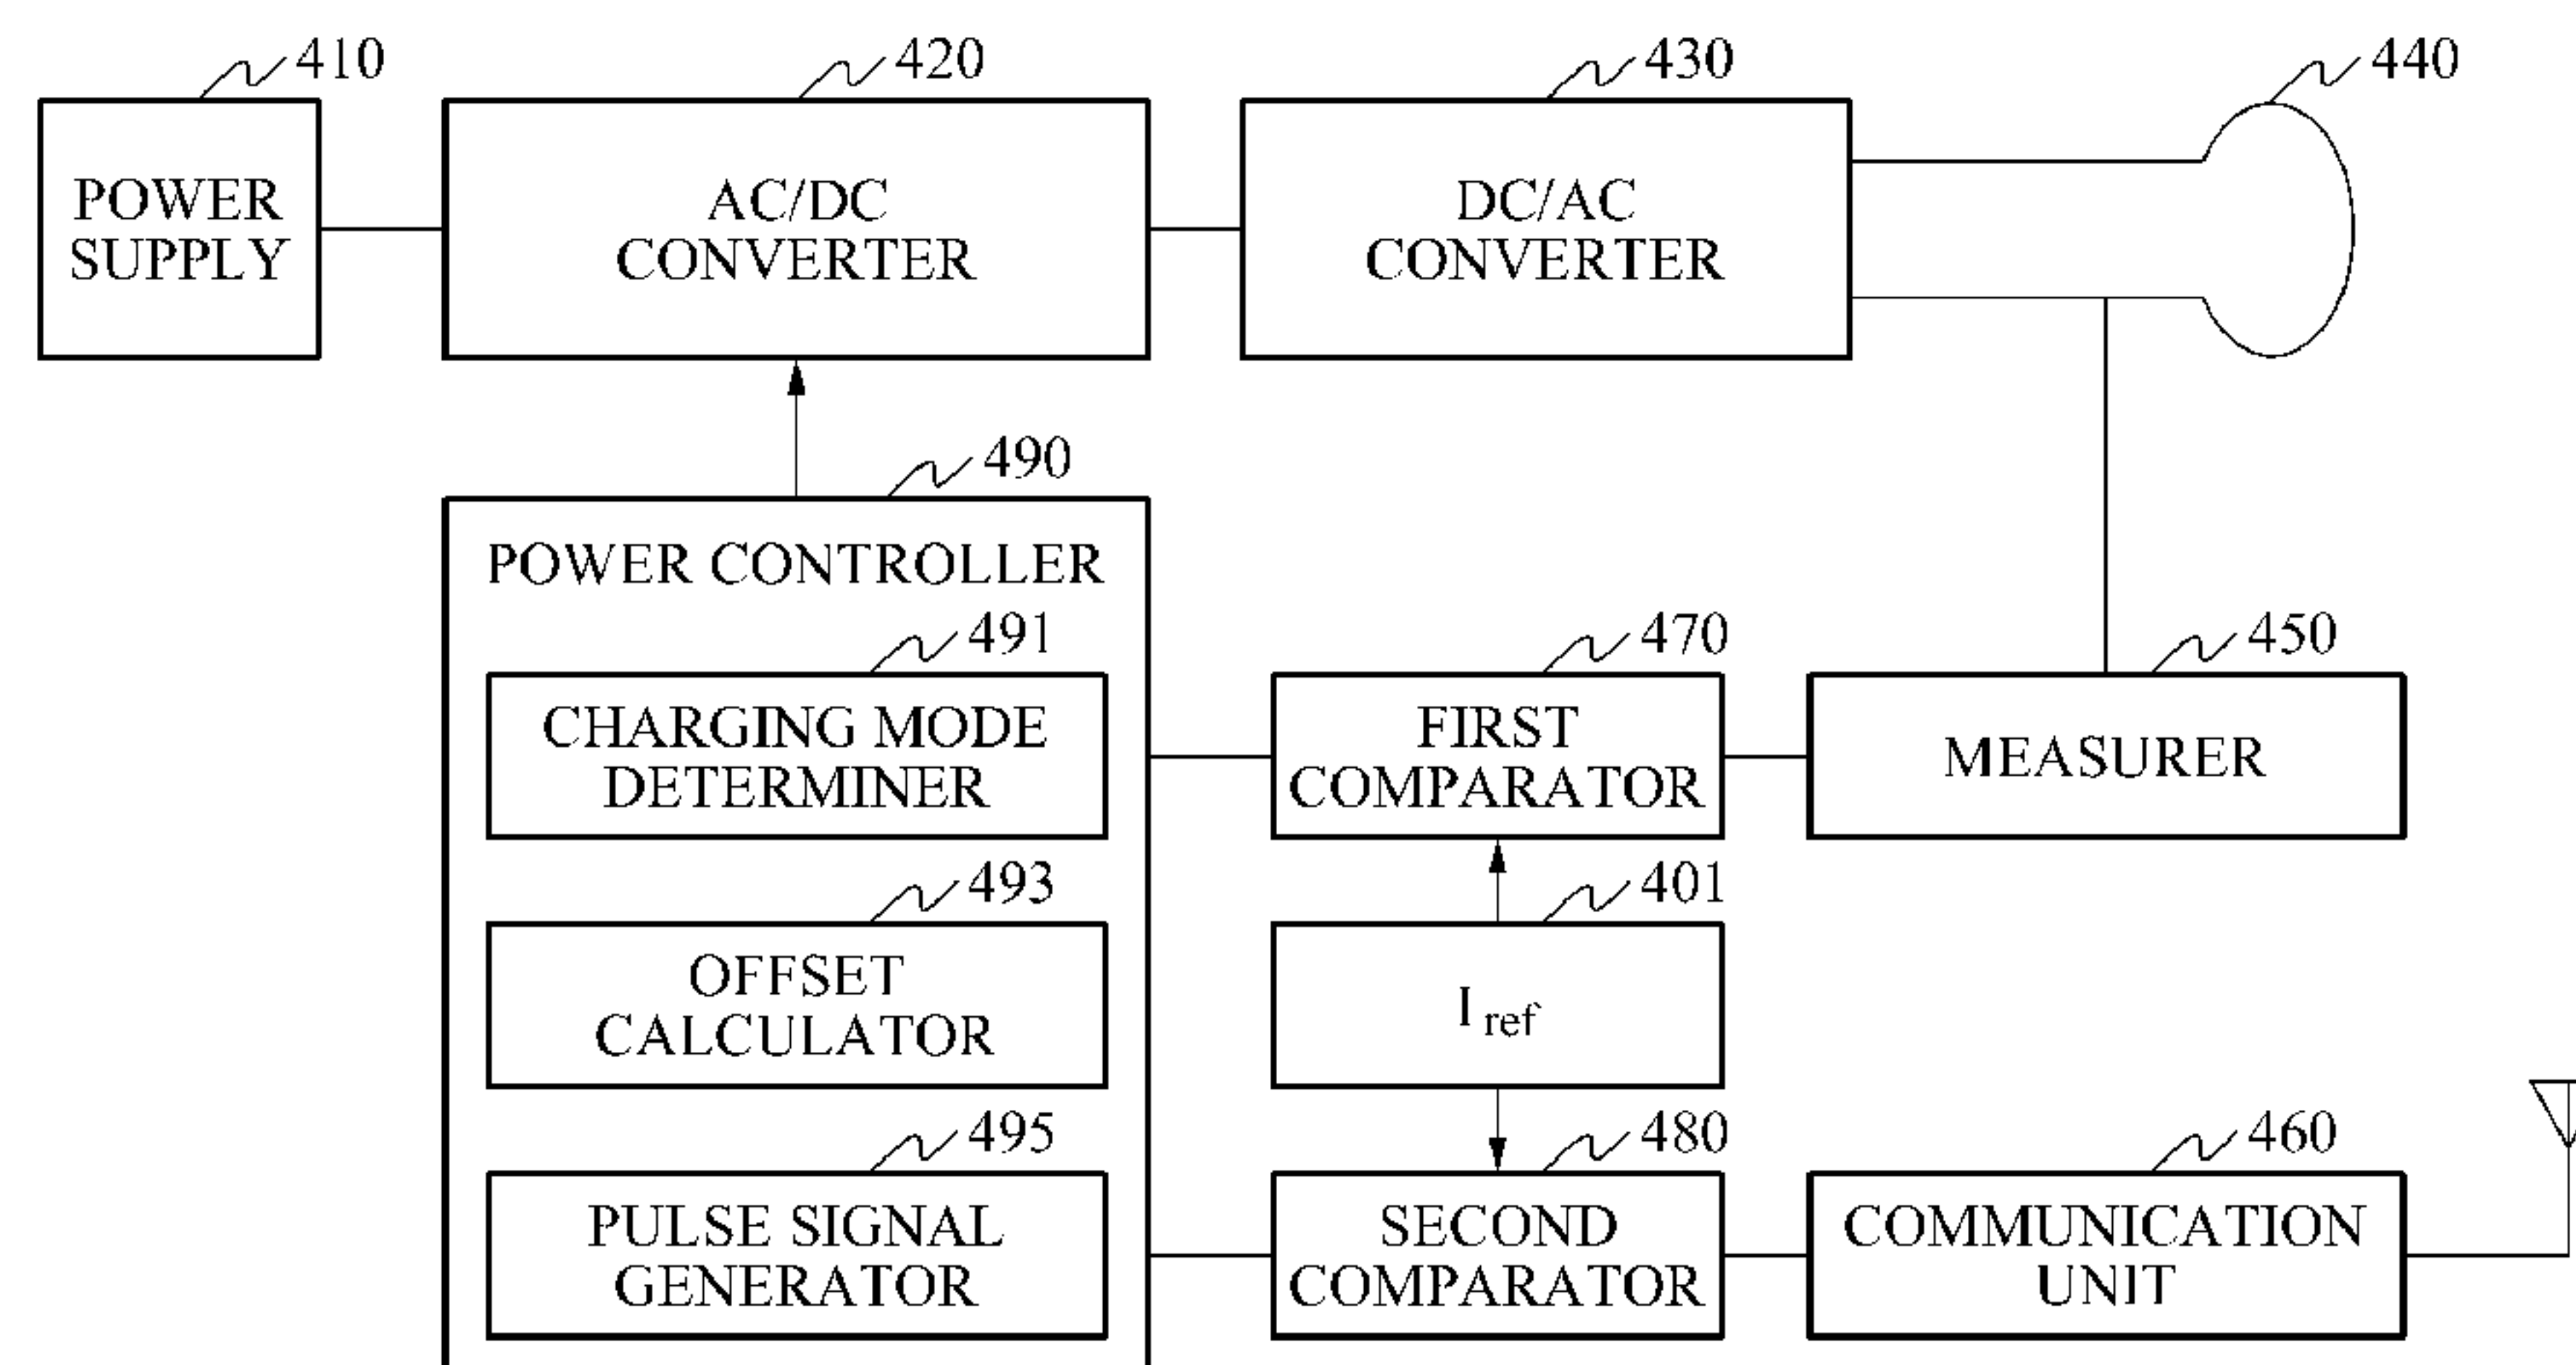 410
420
430
440
POWER
SUPPLY
AC/DC
CONVERTER
DC/AC
CONVERTER
490
POWER CONTROLLER
491
470
450
CHARGING MODE
DETERMINER
FIRST
COMPARATOR
MEASURER
493
401
OFFSET
CALCULATOR
I ref
495
480
460
PULSE SIGNAL
GENERATOR
SECOND
COMPARATOR
COMMUNICATION
UNIT